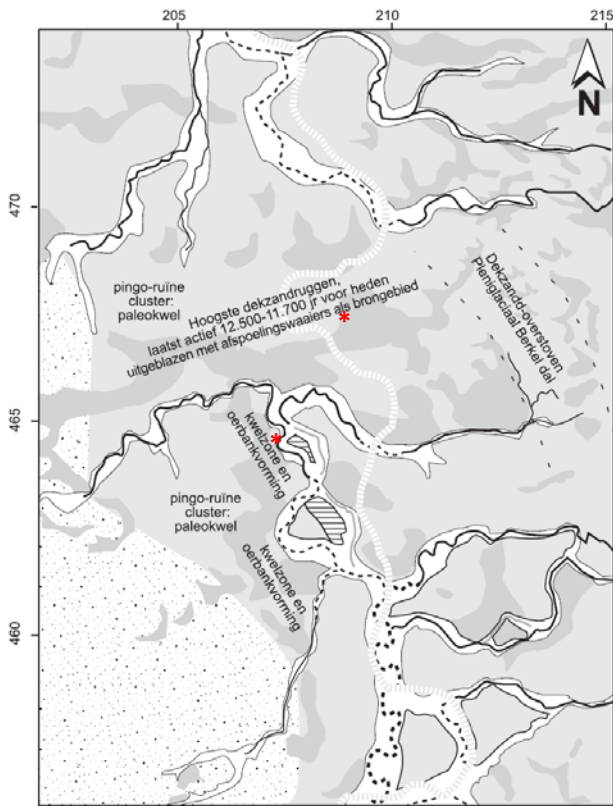 205
210
215
N
470
465
460
pingo-ruïne
cluster:
paleokwel
Hoogste dekzandruggen,
laatst actief 12.500-11.700 jr voor heden
uitgeblazen met afspoelingswaaiers als brongebied
Dekzandd-overstoven
Pleniglaciaal Berkel dal
kwelzone en
oerbankvorming
pingo-ruïne
cluster:
paleokwel
kwelzone en
oerbankvorming